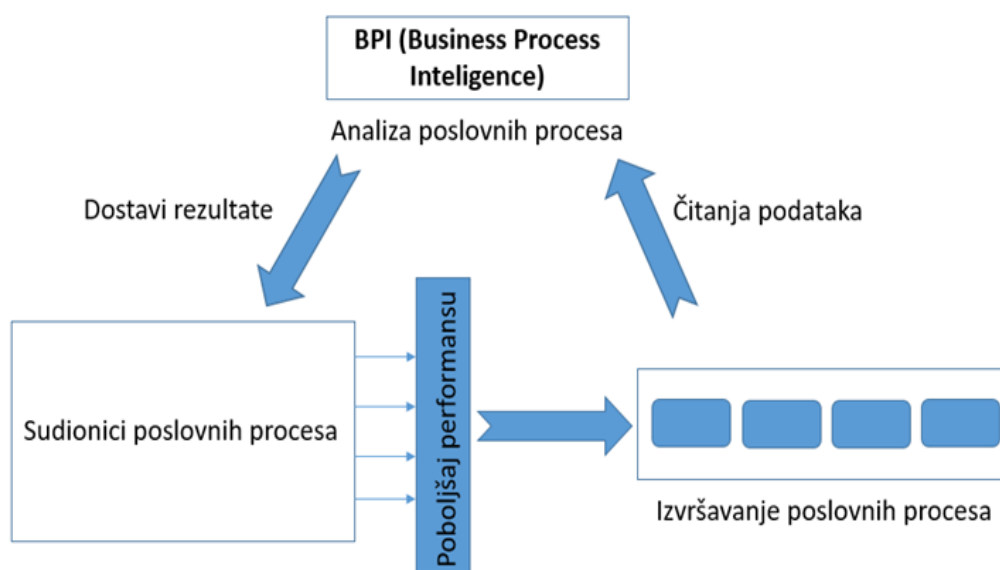 BPI (Business Process
Inteligence)
Analiza poslovnih procesa
Dostavi rezultate
Čitanja podataka
Sudionici poslovnih procesa
Poboljšaj performansu
Izvršavanje poslovnih procesa